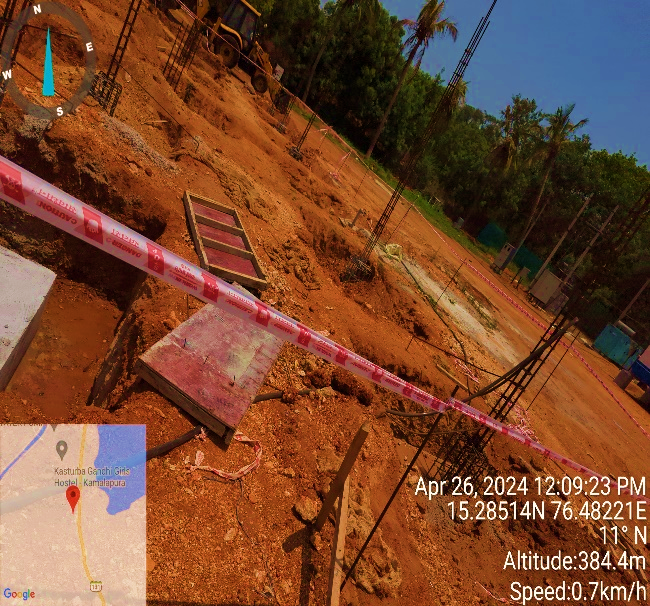 N
E
W
S
CAUTION
Kasturba Gandhi Girls
Hostel - Kamalapura
Google
Apr 26, 2024 12:09:23 PM
15.28514N 76.48221E
11° N
Altitude:384.4m
Speed:0.7km/h